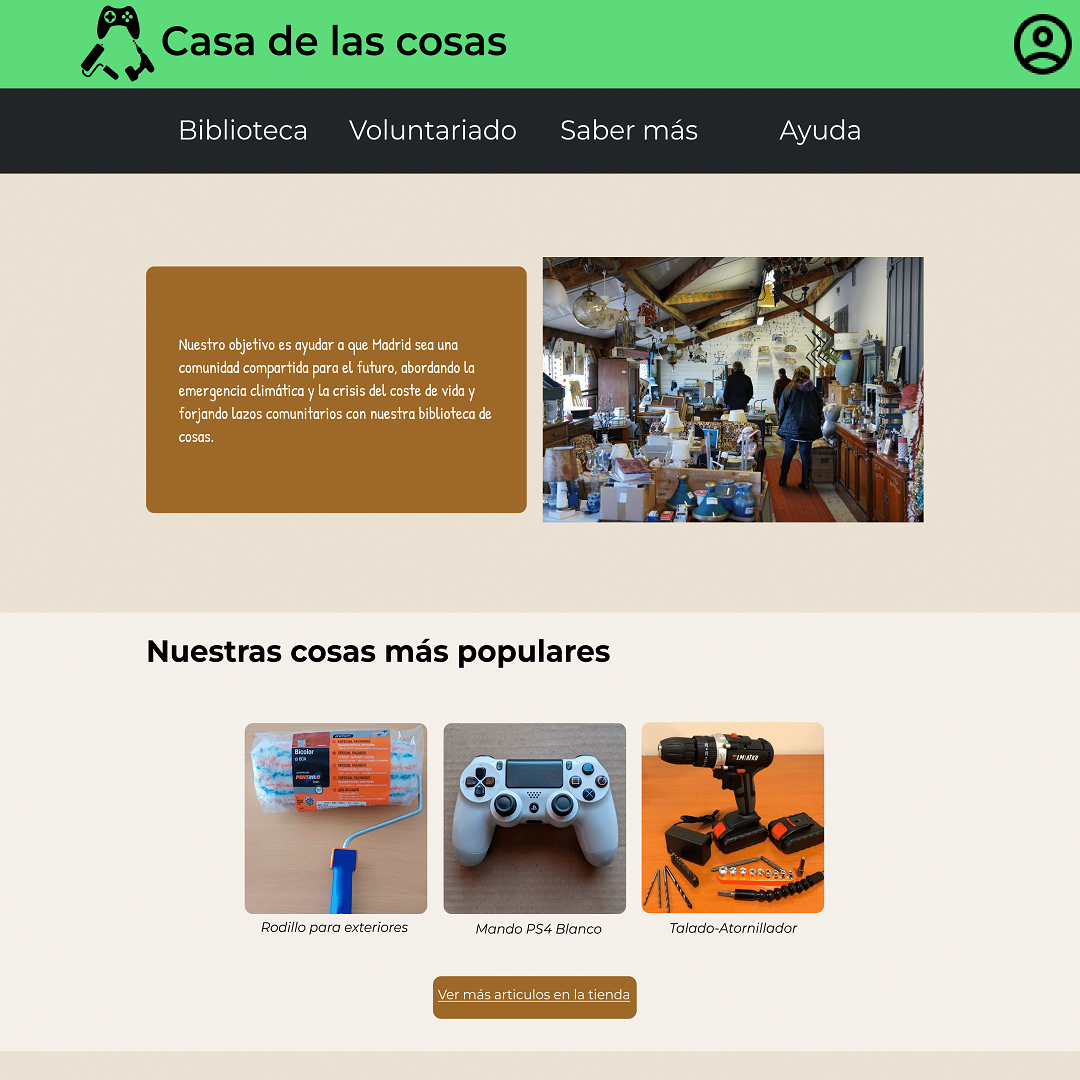 Casa de las cosas
Biblioteca Voluntariado Saber más Ayuda
Nuestro objetivo es ayudar a que Madrid sea una
comunidad compartida para el futuro, abordando la
emergencia climática y la crisis del coste de vida y
forjando lazos comunitarios con nuestra biblioteca de
cosas.
Nuestras cosas más populares
Bicolor
PENTRILO
Rodillo para exteriores
Mando PS4 Blanco
Talado-Atornillador
Ver más articulos en la tienda